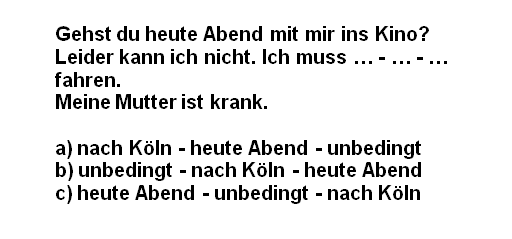 Gehst du heute Abend mit mir ins Kino?
Leider kann ich nicht. Ich muss … - … - …
fahren.
Meine Mutter ist krank.
a) nach Köln - heute Abend - unbedingt
b) unbedingt - nach Köln - heute Abend
c) heute Abend - unbedingt - nach Köln